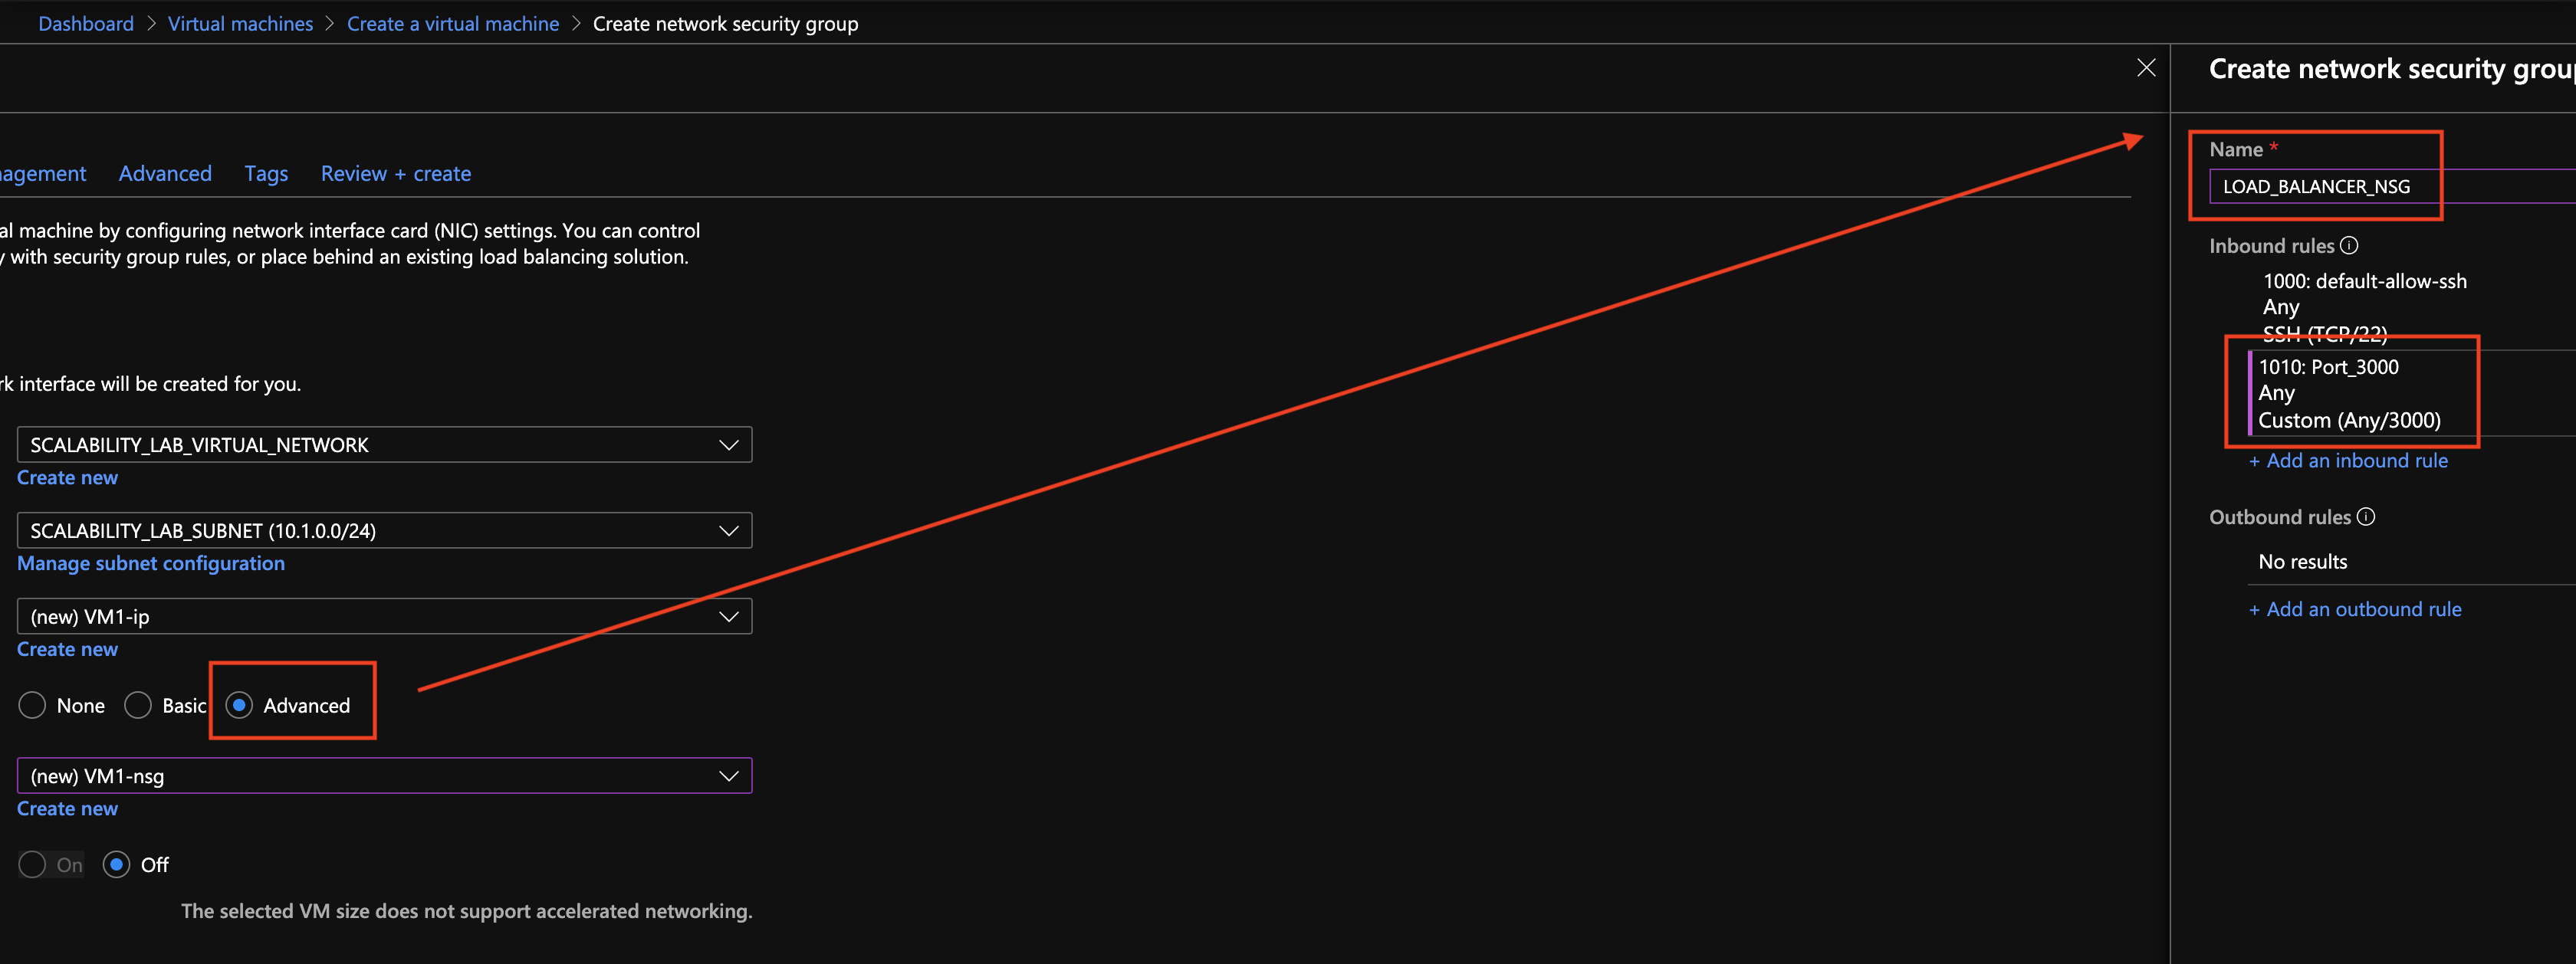 Dashboard > Virtual machines > Create a virtual machine > Create network security group
agement Advanced Tags Review + create
al machine by configuring network interface card (NIC) settings. You can control
y with security group rules, or place behind an existing load balancing solution.
rk interface will be created for you.
SCALABILITY_LAB_VIRTUAL_NETWORK
Create new
SCALABILITY_LAB_SUBNET (10.1.0.0/24)
Manage subnet configuration
(new) VM1-ip
Create new
None Basic Advanced
(new) VM1-nsg
Create new
On Off
The selected VM size does not support accelerated networking.
Create network security grou
Name *
LOAD_BALANCER_NSG
Inbound rules
1000: default-allow-ssh
Any
SSH (TCP/22)
1010: Port_3000
Any
Custom (Any/3000)
+ Add an inbound rule
Outbound rules
No results
+ Add an outbound rule